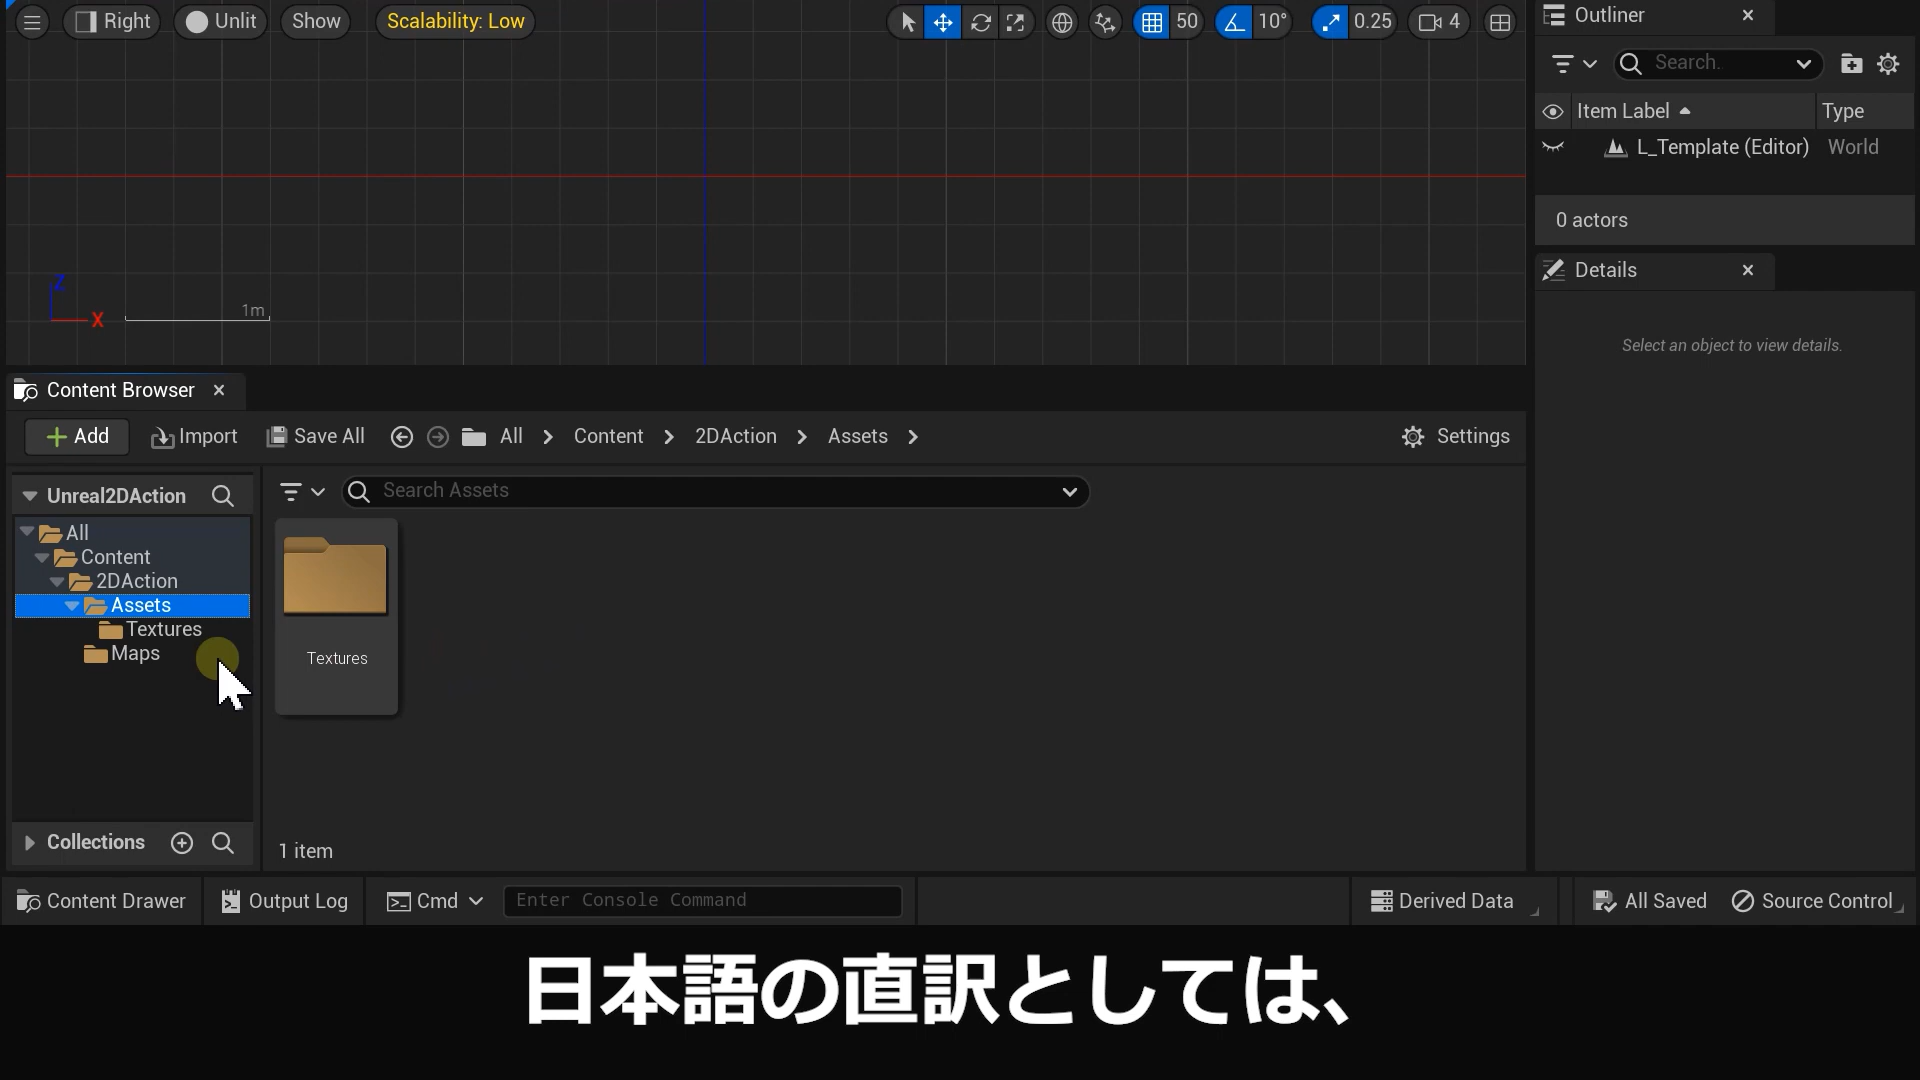 Right
Unlit
Show
Scalability: Low
50
10°
0.25
4
Outliner
Search.
Item Label
Type
L_Template (Editor)
World
0 actors
Details
Select an object to view details.
Z
X
1m
Content Browser
Add
Import
Save All
All
Content
2DAction
Assets
Settings
Unreal2DAction
Search Assets
All
Content
2DAction
Assets
Textures
Maps
Textures
Collections
1 item
Content Drawer
Output Log
Cmd
Enter Console Command
Derived Data
All Saved
Source Control
日本語の直訳としては、